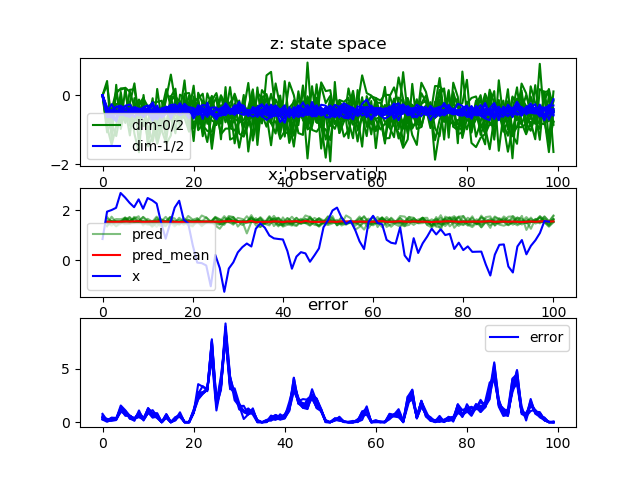 z: state space
0
−2
dim-0/2
dim-1/2
0 20 40 60 80 100
x: observation
2
0
pred
pred_mean
x
0 20 40 60 80 100
error
5
0
error
0 20 40 60 80 100